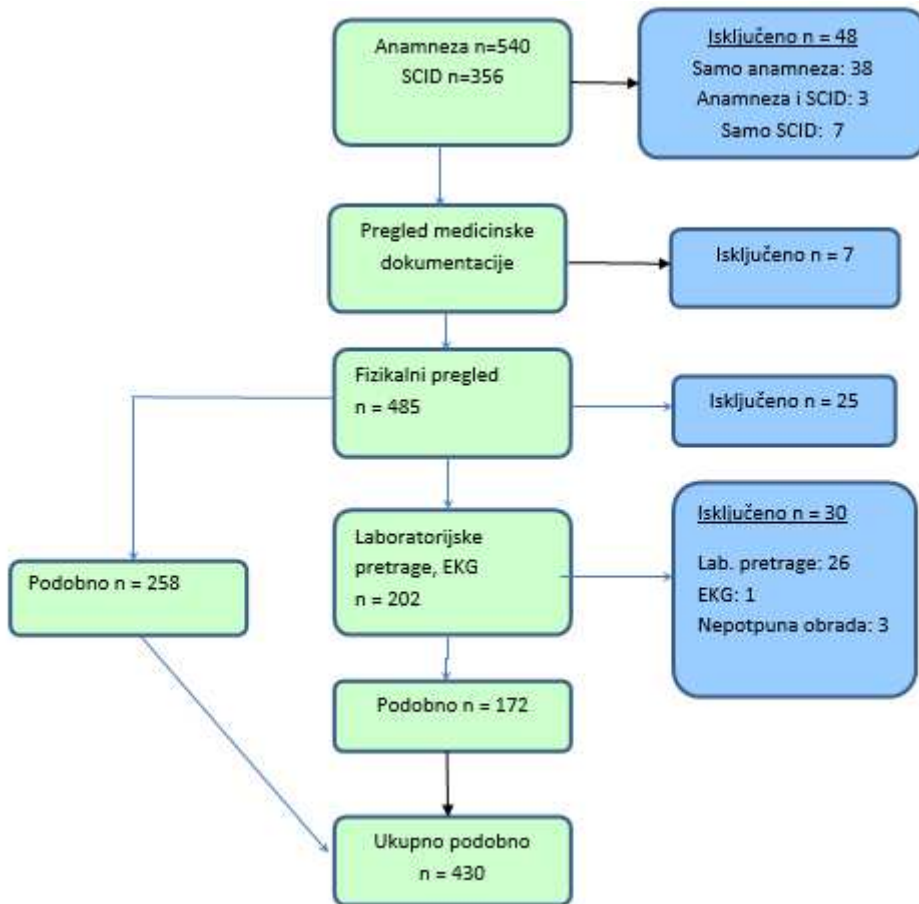 Anamneza n=540
SCID n=356
Isključeno n = 48
Samo anamneza: 38
Anamneza i SCID: 3
Samo SCID: 7
Pregled medicinske
dokumentacije
Isključeno n = 7
Fizikalni pregled
n = 485
Isključeno n = 25
Laboratorijske
pretrage, EKG
n = 202
Isključeno n = 30
Lab. pretrage: 26
EKG: 1
Nepotpuna obrada: 3
Podobno n = 258
Podobno n = 172
Ukupno podobno
n = 430